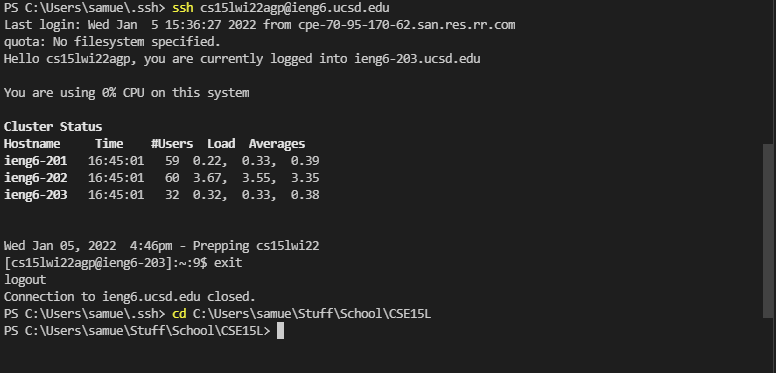 PS C:\Users\samue\.ssh> ssh cs15lwi22agp@ieng6.ucsd.edu
Last login: Wed Jan  5 15:36:27 2022 from cpe-70-95-170-62.san.res.rr.com
quota: No filesystem specified.
Hello cs15lwi22agp, you are currently logged into ieng6-203.ucsd.edu
You are using 0% CPU on this system
Cluster Status
Hostname     Time    #Users  Load  Averages
ieng6-201   16:45:01   59  0.22,  0.33,  0.39
ieng6-202   16:45:01   60  3.67,  3.55,  3.35
ieng6-203   16:45:01   32  0.32,  0.33,  0.38
Wed Jan 05, 2022  4:46pm - Prepping cs15lwi22
[cs15lwi22agp@ieng6-203]:~:9$ exit
logout
Connection to ieng6.ucsd.edu closed.
PS C:\Users\samue\.ssh> cd C:\Users\samue\Stuff\School\CSE15L
PS C:\Users\samue\Stuff\School\CSE15L>